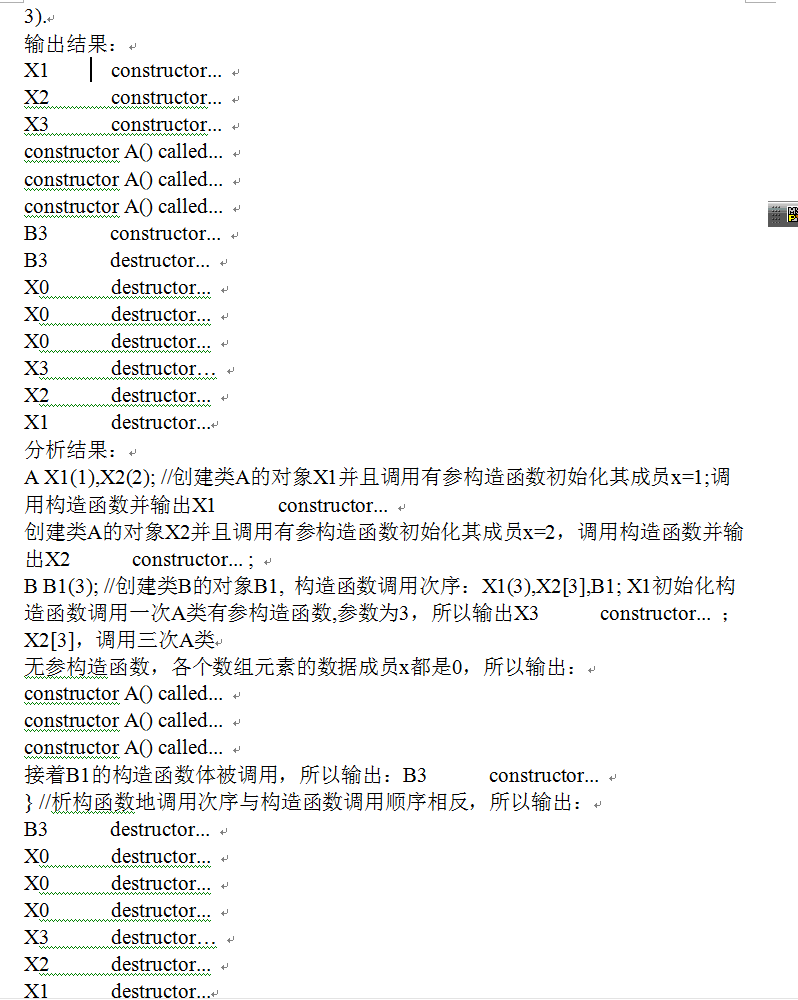 3).
输出结果：
X1 constructor...
X2 constructor...
X3 constructor...
constructor A() called...
constructor A() called...
constructor A() called...
B3 constructor...
B3 destructor...
X0 destructor...
X0 destructor...
X0 destructor...
X3 destructor…
X2 destructor...
X1 destructor...
分析结果：
A X1(1),X2(2); //创建类A的对象X1并且调用有参构造函数初始化其成员x=1;调
用构造函数并输出X1 constructor...
创建类A的对象X2并且调用有参构造函数初始化其成员x=2，调用构造函数并输
出X2 constructor... ;
B B1(3); //创建类B的对象B1, 构造函数调用次序：X1(3),X2[3],B1; X1初始化构
造函数调用一次A类有参构造函数,参数为3，所以输出X3 constructor... ；
X2[3]，调用三次A类
无参构造函数，各个数组元素的数据成员x都是0，所以输出：
constructor A() called...
constructor A() called...
constructor A() called...
接着B1的构造函数体被调用，所以输出：B3 constructor...
} //析构函数地调用次序与构造函数调用顺序相反，所以输出：
B3 destructor...
X0 destructor...
X0 destructor...
X0 destructor...
X3 destructor…
X2 destructor...
X1 destructor...